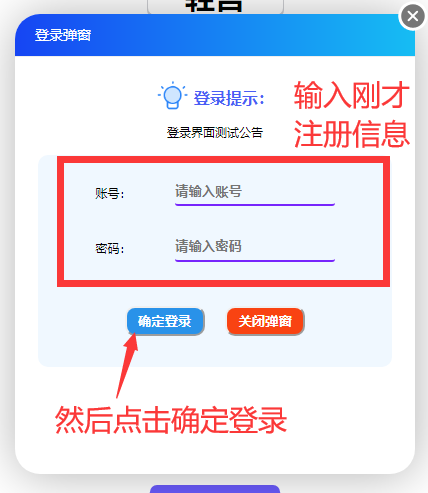 登录弹窗
登录提示：
输入刚才
注册信息
登录界面测试公告
账号：
请输入账号
密码：
请输入密码
确定登录
关闭弹窗
然后点击确定登录